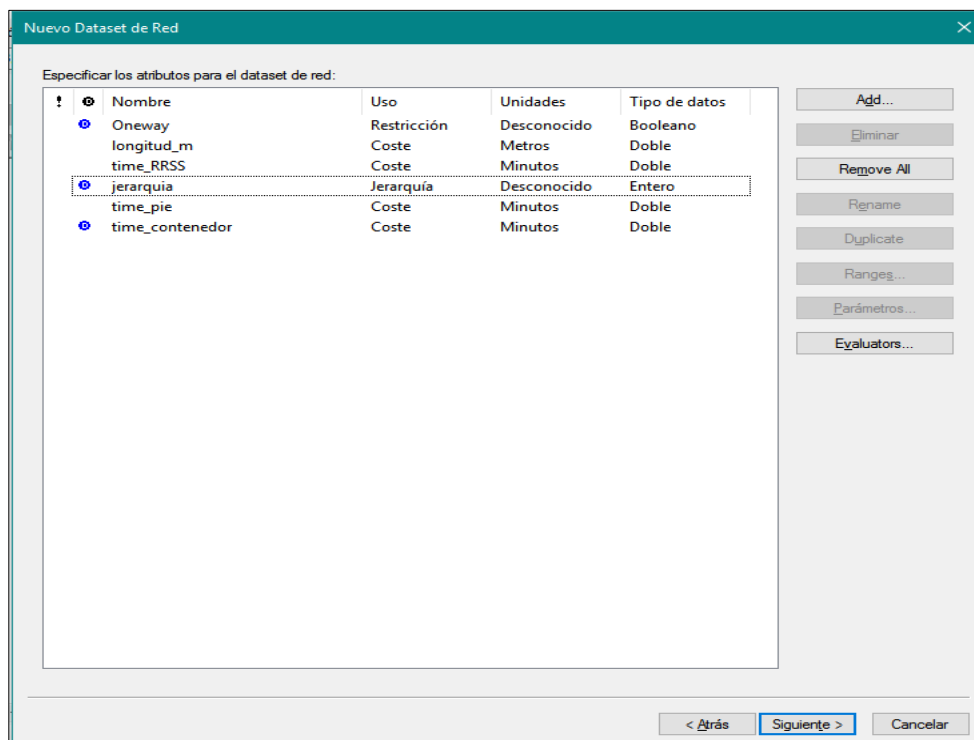 Nuevo Dataset de Red
Especificar los atributos para el dataset de red:
! Nombre Uso Unidades Tipo de datos
Oneway Restricción Desconocido Booleano
longitud_m Coste Metros Doble
time_RRSS Coste Minutos Doble
jerarquia Jerarquía Desconocido Entero
time_pie Coste Minutos Doble
time_contenedor Coste Minutos Doble
Add...
Eliminar
Remove All
Rename
Duplicate
Ranges...
Parámetros...
Evaluators...
< Atrás Siguiente > Cancelar